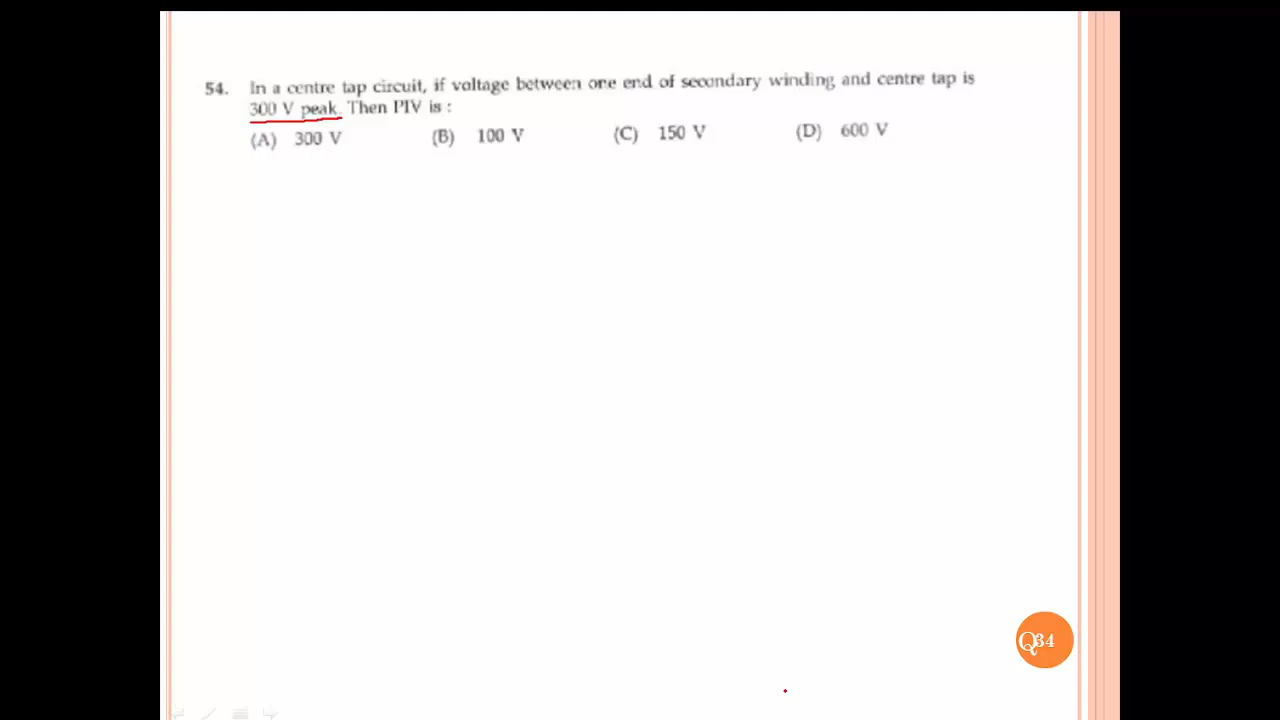 54. In a centre tap circuit, if voltage between one end of secondary winding and centre tap is
300 V peak. Then PIV is :
(A) 300 V (B) 100 V (C) 150 V (D) 600 V
Q34